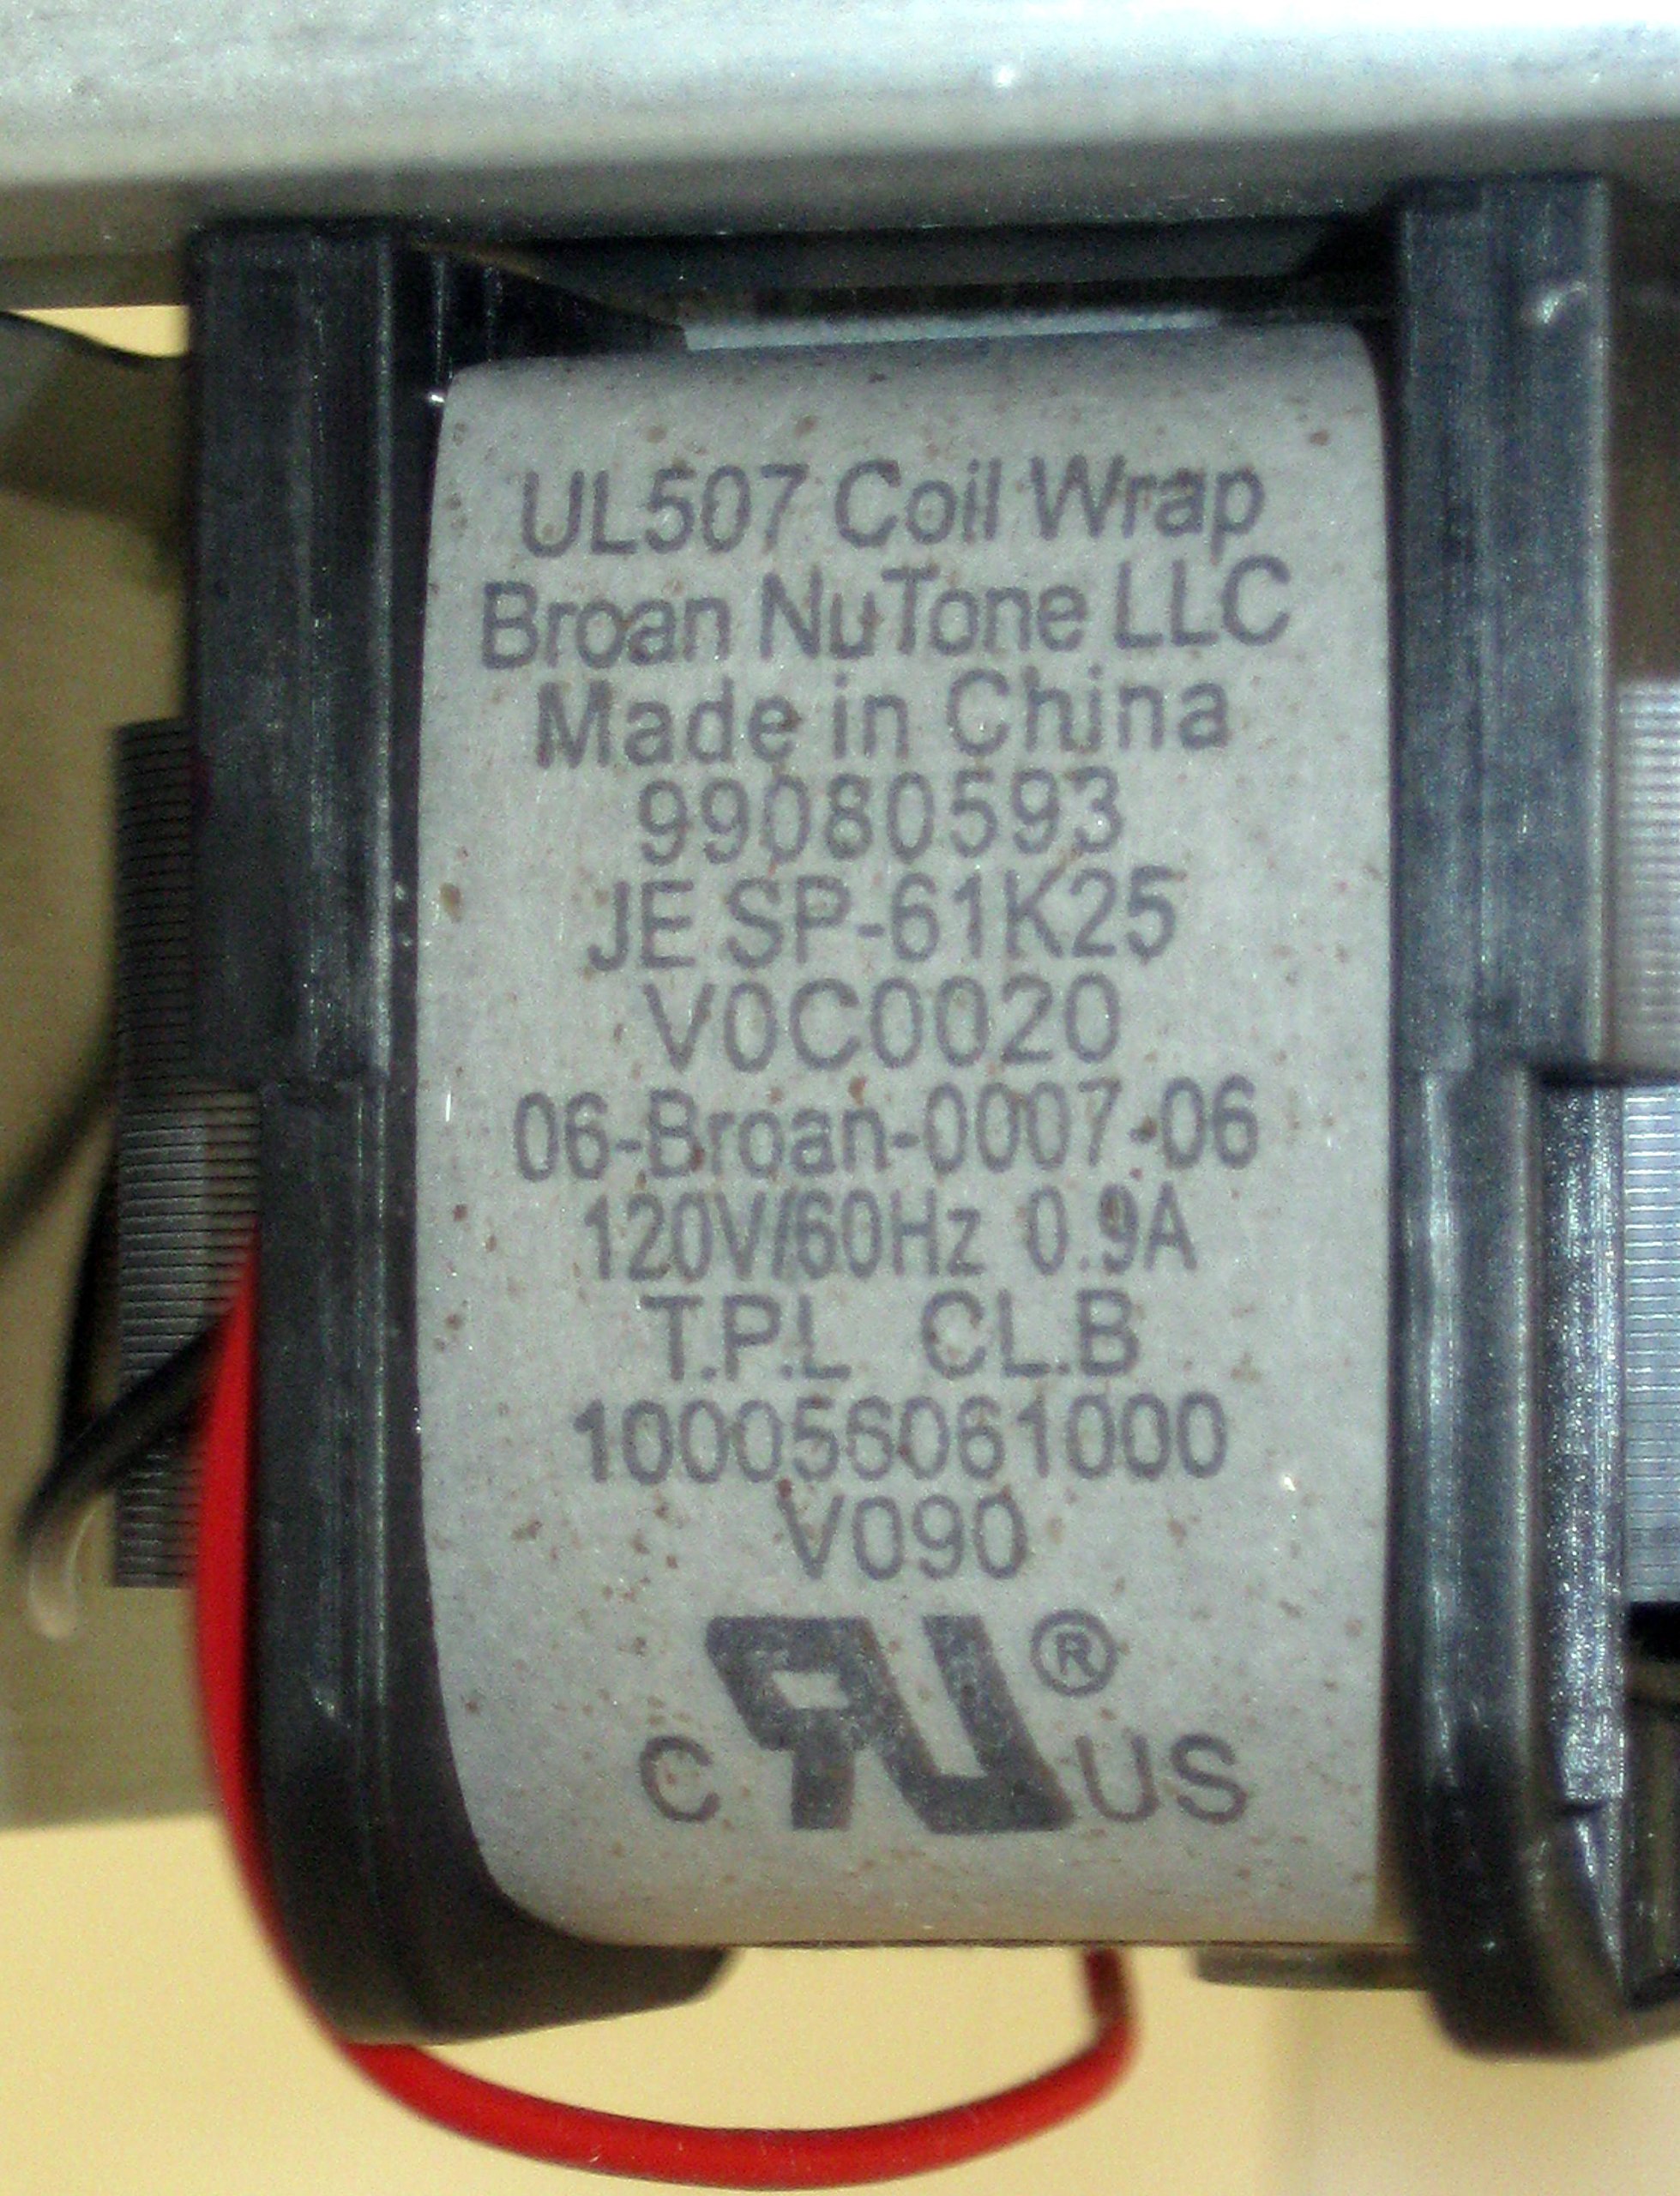 UL507 Coil Wrap
Broan NuTone LLC
Made in China
99080593
JE SP-61K25
V0C0020
06-Broan-0007-06
120V/60Hz 0.9A
T.P.L CL.B
100056061000
V090
®
C RU US